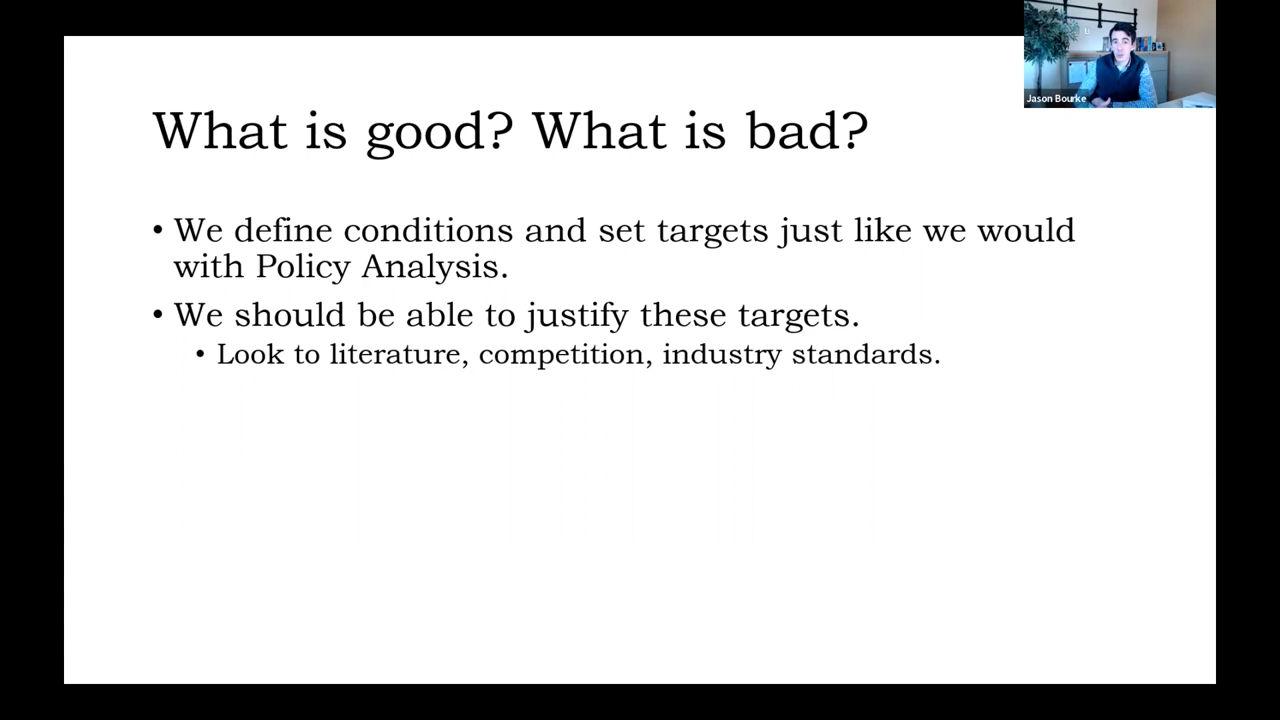 What is good? What is bad?
• We define conditions and set targets just like we would
with Policy Analysis.
• We should be able to justify these targets.
• Look to literature, competition, industry standards.
Jason Bourke